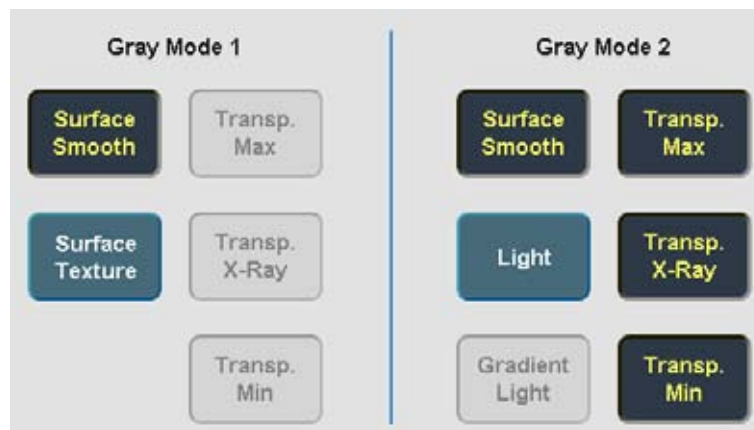 Gray Mode 1
Surface
Smooth
Transp.
Max
Surface
Texture
Transp.
X-Ray
Transp.
Min
Gray Mode 2
Surface
Smooth
Transp.
Max
Light
Transp.
X-Ray
Gradient
Light
Transp.
Min